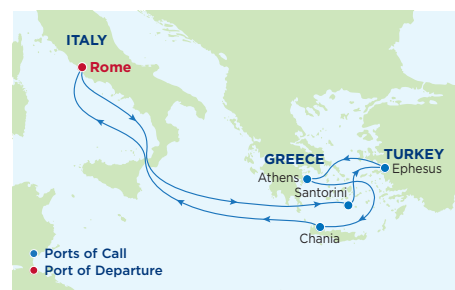 ITALY
Rome
GREECE
TURKEY
Athens
Ephesus
Santorini
Chania
Ports of Call
Port of Departure